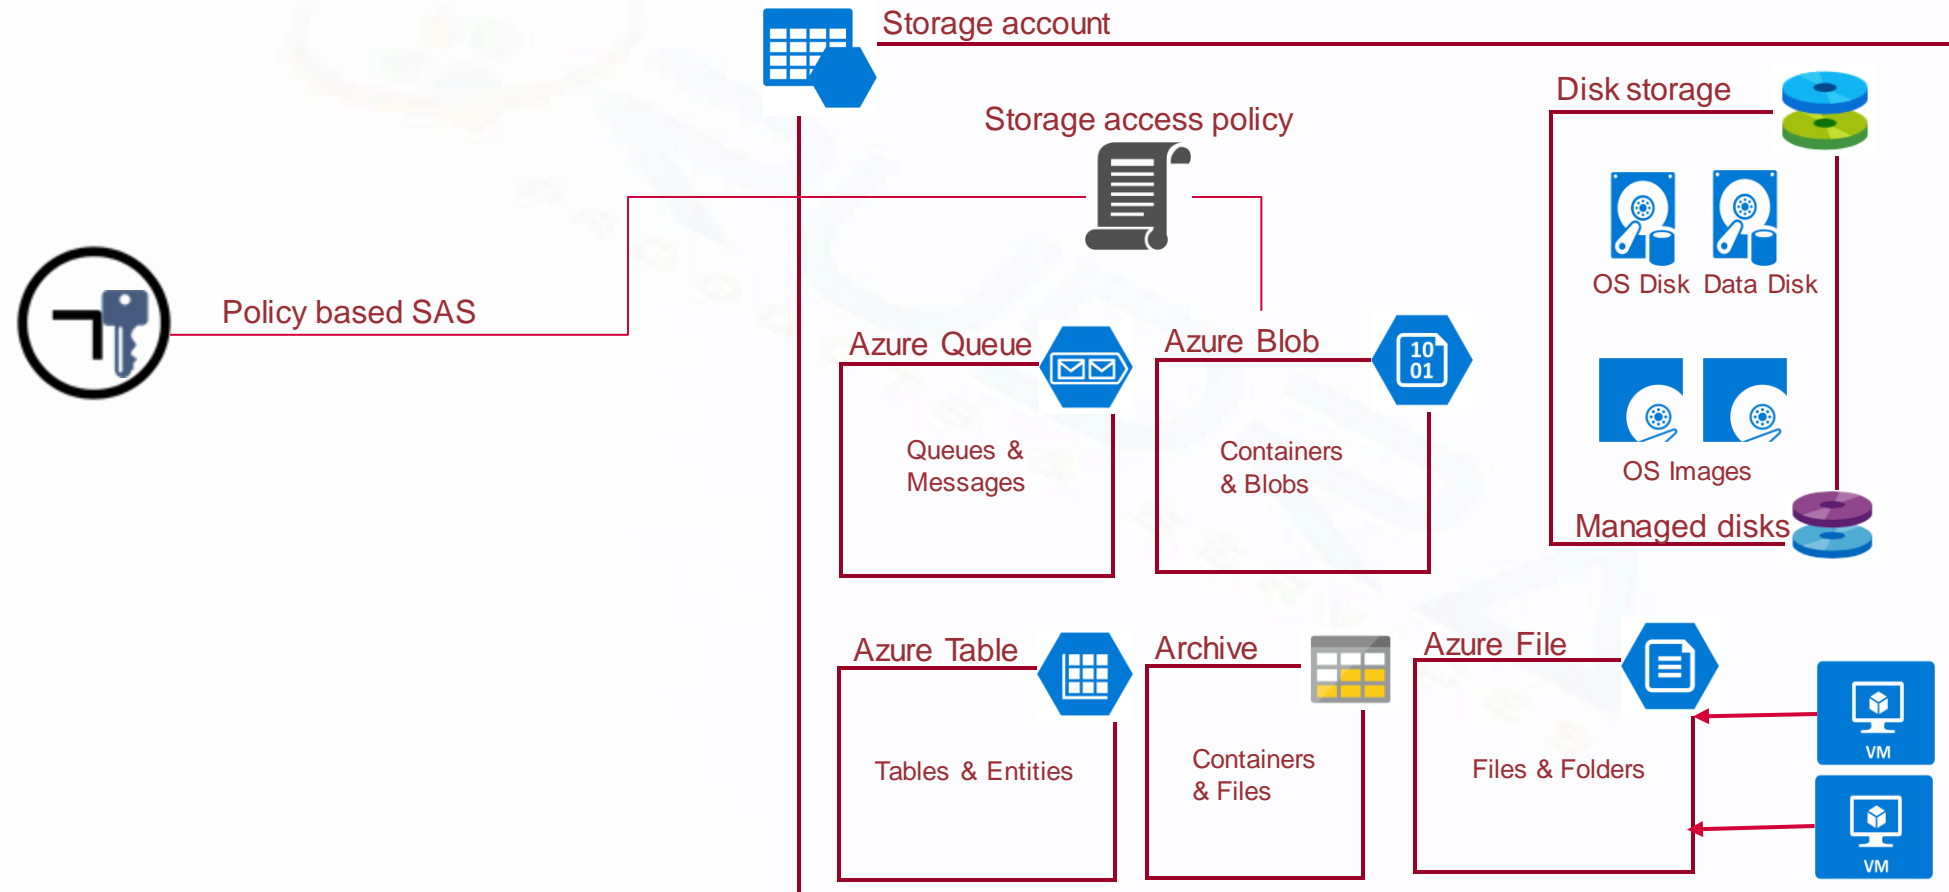 Storage account
Disk storage
Storage access policy
OS Disk
Data Disk
Policy based SAS
Azure Queue
Azure Blob
10
01
Queues &
Messages
Containers
& Blobs
OS Images
Managed disks
Azure Table
Archive
Azure File
VM
Tables & Entities
Containers
& Files
Files & Folders
VM